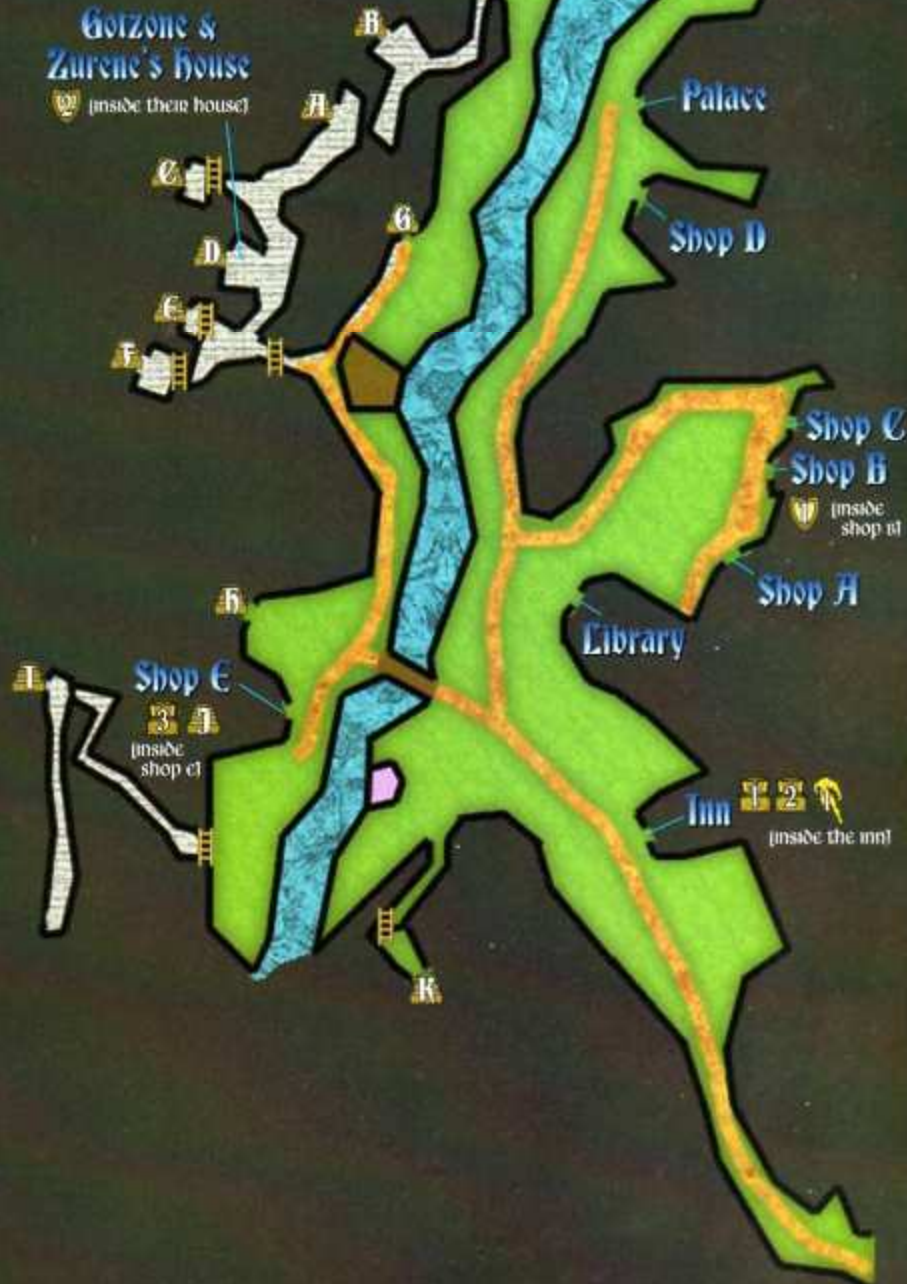 Gotzone &
Zurene's house
[inside their house]
B
A
C
D
E
F
G
Palace
Shop D
Shop C
Shop B
[inside
shop B]
Shop A
Library
H
I
Shop E
3 J
[inside
shop E]
Inn 1 2
[inside the inn]
K